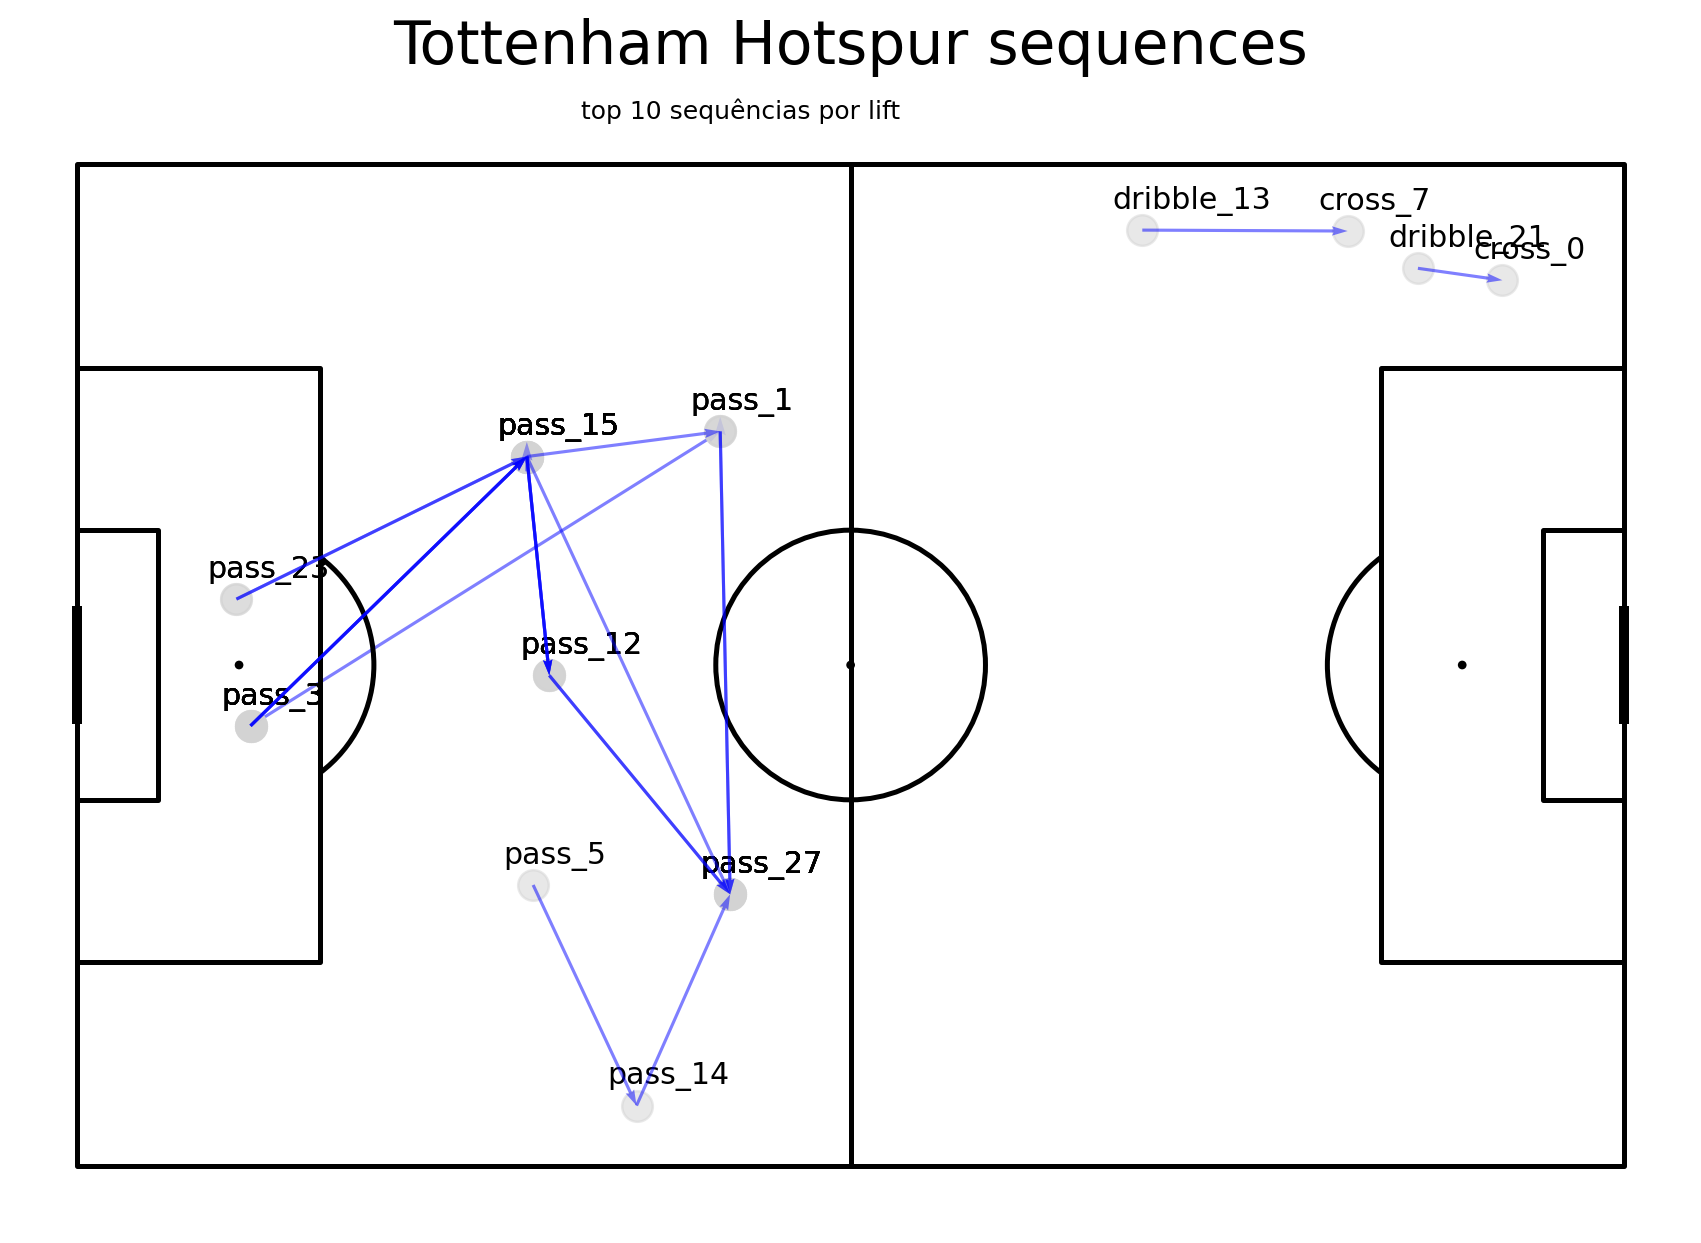 Tottenham Hotspur sequences
top 10 sequências por lift
dribble_13
cross_7
dribble_21
cross_0
pass_1
pass_15
pass_23
pass_12
pass_3
pass_5
pass_27
pass_14